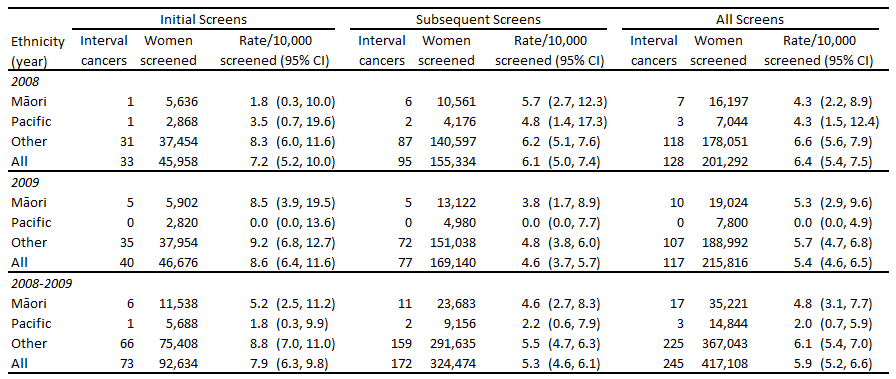 Initial Screens Subsequent Screens All Screens
Ethnicity Interval Women Rate/10,000 Interval Women Rate/10,000 Interval Women Rate/10,000
(year) cancers screened screened (95% CI) cancers screened screened (95% CI) cancers screened screened (95% CI)
2008
Māori 1 5,636 1.8 (0.3, 10.0) 6 10,561 5.7 (2.7, 12.3) 7 16,197 4.3 (2.2, 8.9)
Pacific 1 2,868 3.5 (0.7, 19.6) 2 4,176 4.8 (1.4, 17.3) 3 7,044 4.3 (1.5, 12.4)
Other 31 37,454 8.3 (6.0, 11.6) 87 140,597 6.2 (5.1, 7.6) 118 178,051 6.6 (5.6, 7.9)
All 33 45,958 7.2 (5.2, 10.0) 95 155,334 6.1 (5.0, 7.4) 128 201,292 6.4 (5.4, 7.5)
2009
Māori 5 5,902 8.5 (3.9, 19.5) 5 13,122 3.8 (1.7, 8.9) 10 19,024 5.3 (2.9, 9.6)
Pacific 0 2,820 0.0 (0.0, 13.6) 0 4,980 0.0 (0.0, 7.7) 0 7,800 0.0 (0.0, 4.9)
Other 35 37,954 9.2 (6.8, 12.7) 72 151,038 4.8 (3.8, 6.0) 107 188,992 5.7 (4.7, 6.8)
All 40 46,676 8.6 (6.4, 11.6) 77 169,140 4.6 (3.7, 5.7) 117 215,816 5.4 (4.6, 6.5)
2008-2009
Māori 6 11,538 5.2 (2.5, 11.2) 11 23,683 4.6 (2.7, 8.3) 17 35,221 4.8 (3.1, 7.7)
Pacific 1 5,688 1.8 (0.3, 9.9) 2 9,156 2.2 (0.6, 7.9) 3 14,844 2.0 (0.7, 5.9)
Other 66 75,408 8.8 (7.0, 11.0) 159 291,635 5.5 (4.7, 6.3) 225 367,043 6.1 (5.4, 7.0)
All 73 92,634 7.9 (6.3, 9.8) 172 324,474 5.3 (4.6, 6.1) 245 417,108 5.9 (5.2, 6.6)